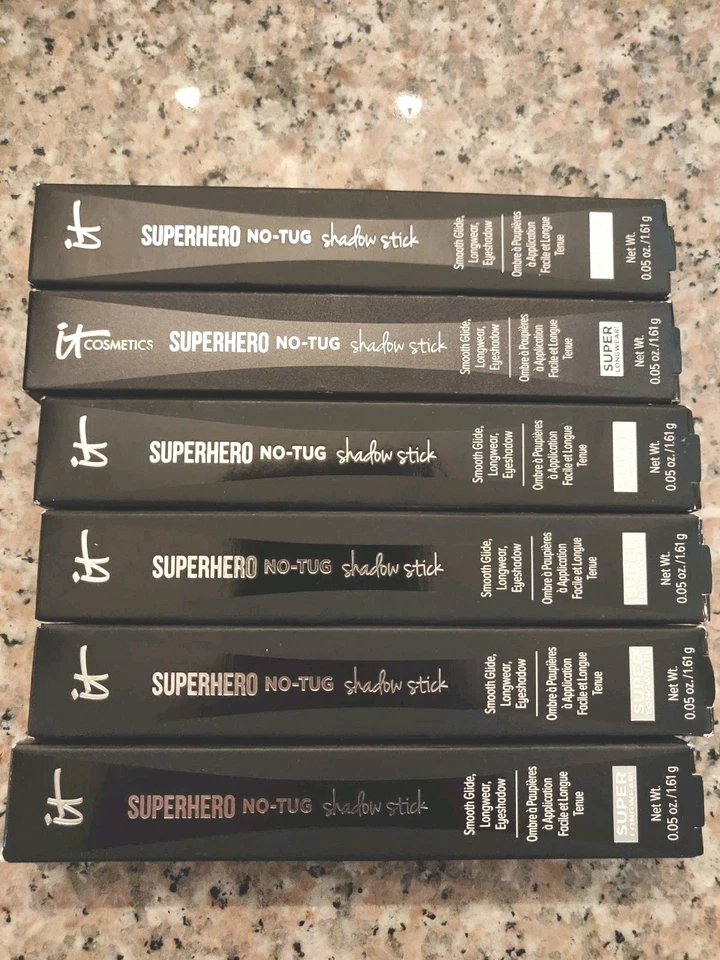 it
SUPERHERO NO-TUG shadow stick
Smooth Glide,
Longwear,
Eyeshadow
Ombre à Paupières
à Application
Facile et Longue
Tenue
Net Wt.
0.05 oz./1.61 g
it COSMETICS
SUPERHERO NO-TUG shadow stick
Smooth Glide,
Longwear,
Eyeshadow
Ombre à Paupières
à Application
Facile et Longue
Tenue
SUPER
LONGWEAR!
Net Wt.
0.05 oz./1.61 g
it
SUPERHERO NO-TUG shadow stick
Smooth Glide,
Longwear,
Eyeshadow
Ombre à Paupières
à Application
Facile et Longue
Tenue
Net Wt.
0.05 oz./1.61 g
it
SUPERHERO NO-TUG shadow stick
Smooth Glide,
Longwear,
Eyeshadow
Ombre à Paupières
à Application
Facile et Longue
Tenue
Net Wt.
0.05 oz./1.61 g
it
SUPERHERO NO-TUG shadow stick
Smooth Glide,
Longwear,
Eyeshadow
Ombre à Paupières
à Application
Facile et Longue
Tenue
SUPER
Net Wt.
0.05 oz./1.61 g
it
SUPERHERO NO-TUG shadow stick
Smooth Glide,
Longwear,
Eyeshadow
Ombre à Paupières
à Application
Facile et Longue
Tenue
SUPER
LONGWEAR!
Net Wt.
0.05 oz./1.61 g